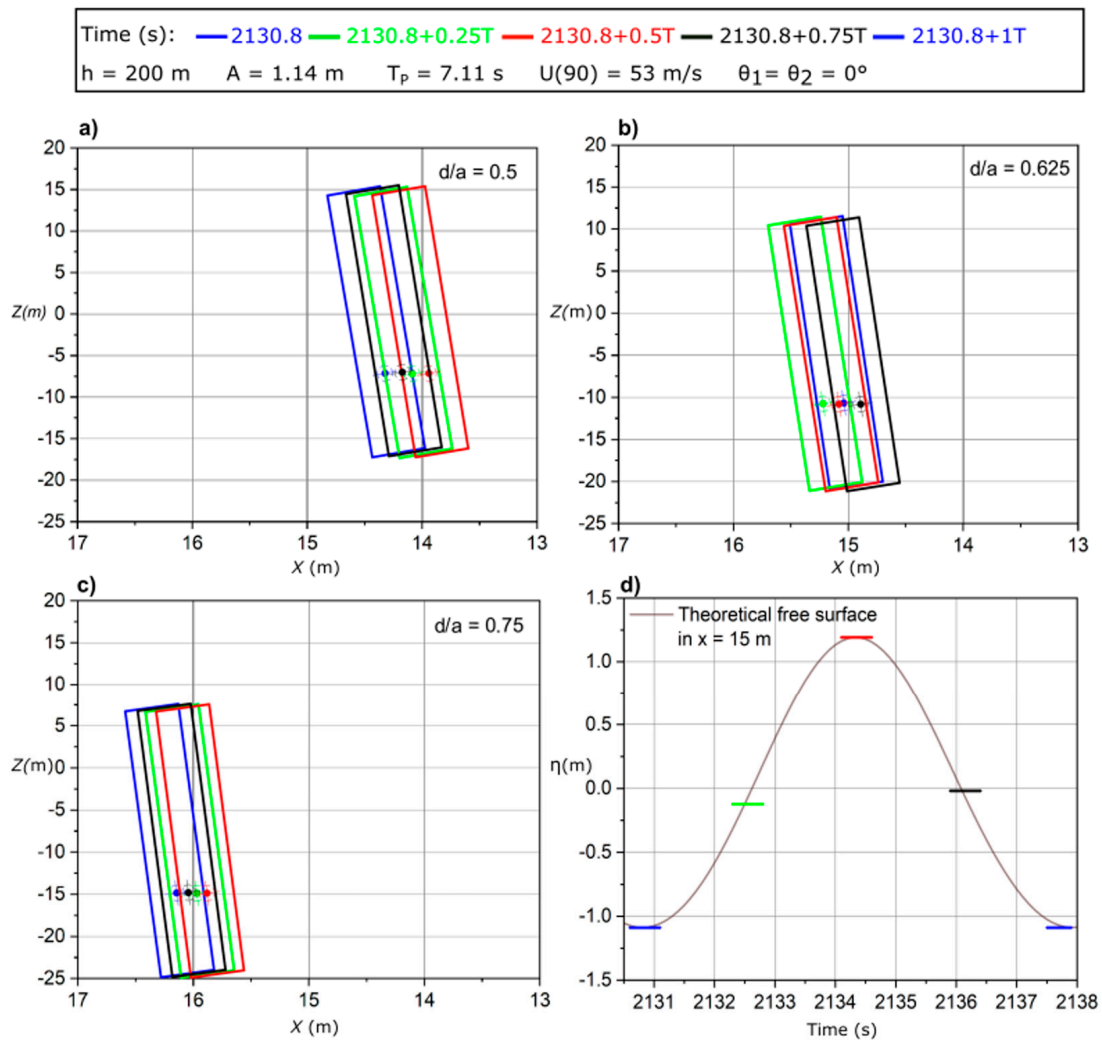 Time (s): 2130.8 2130.8+0.25T 2130.8+0.5T 2130.8+0.75T 2130.8+1T
h = 200 m A = 1.14 m T_P = 7.11 s U(90) = 53 m/s θ₁= θ₂ = 0°
a)
d/a = 0.5
20
15
10
5
Z(m) 0
-5
-10
-15
-20
-25
17 16 15 14 13
X (m)
b)
d/a = 0.625
20
15
10
5
Z(m) 0
-5
-10
-15
-20
-25
17 16 15 14 13
X (m)
c)
d/a = 0.75
20
15
10
5
Z(m) 0
-5
-10
-15
-20
-25
17 16 15 14 13
X (m)
d)
Theoretical free surface
in x = 15 m
1.5
1.0
0.5
η(m) 0.0
-0.5
-1.0
-1.5
2131 2132 2133 2134 2135 2136 2137 2138
Time (s)